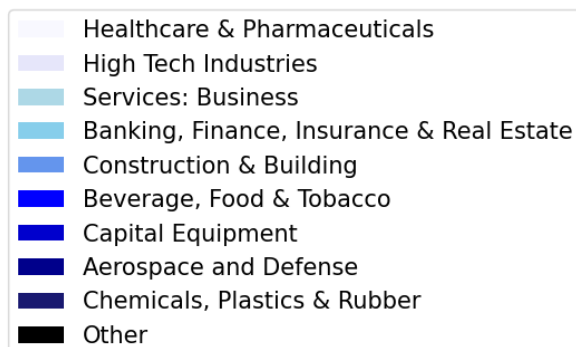 Healthcare & Pharmaceuticals
High Tech Industries
Services: Business
Banking, Finance, Insurance & Real Estate
Construction & Building
Beverage, Food & Tobacco
Capital Equipment
Aerospace and Defense
Chemicals, Plastics & Rubber
Other